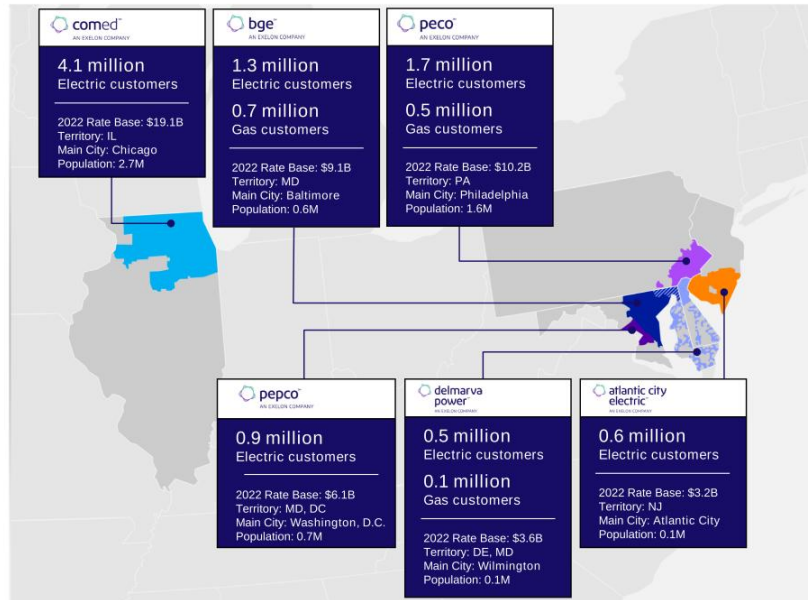 comed™
AN EXELON COMPANY
4.1 million
Electric customers
2022 Rate Base: $19.1B
Territory: IL
Main City: Chicago
Population: 2.7M
bge™
AN EXELON COMPANY
1.3 million
Electric customers
0.7 million
Gas customers
2022 Rate Base: $9.1B
Territory: MD
Main City: Baltimore
Population: 0.6M
peco™
AN EXELON COMPANY
1.7 million
Electric customers
0.5 million
Gas customers
2022 Rate Base: $10.2B
Territory: PA
Main City: Philadelphia
Population: 1.6M
pepco™
AN EXELON COMPANY
0.9 million
Electric customers
2022 Rate Base: $6.1B
Territory: MD, DC
Main City: Washington, D.C.
Population: 0.7M
delmarva
power™
AN EXELON COMPANY
0.5 million
Electric customers
0.1 million
Gas customers
2022 Rate Base: $3.6B
Territory: DE, MD
Main City: Wilmington
Population: 0.1M
atlantic city
electric™
AN EXELON COMPANY
0.6 million
Electric customers
2022 Rate Base: $3.2B
Territory: NJ
Main City: Atlantic City
Population: 0.1M